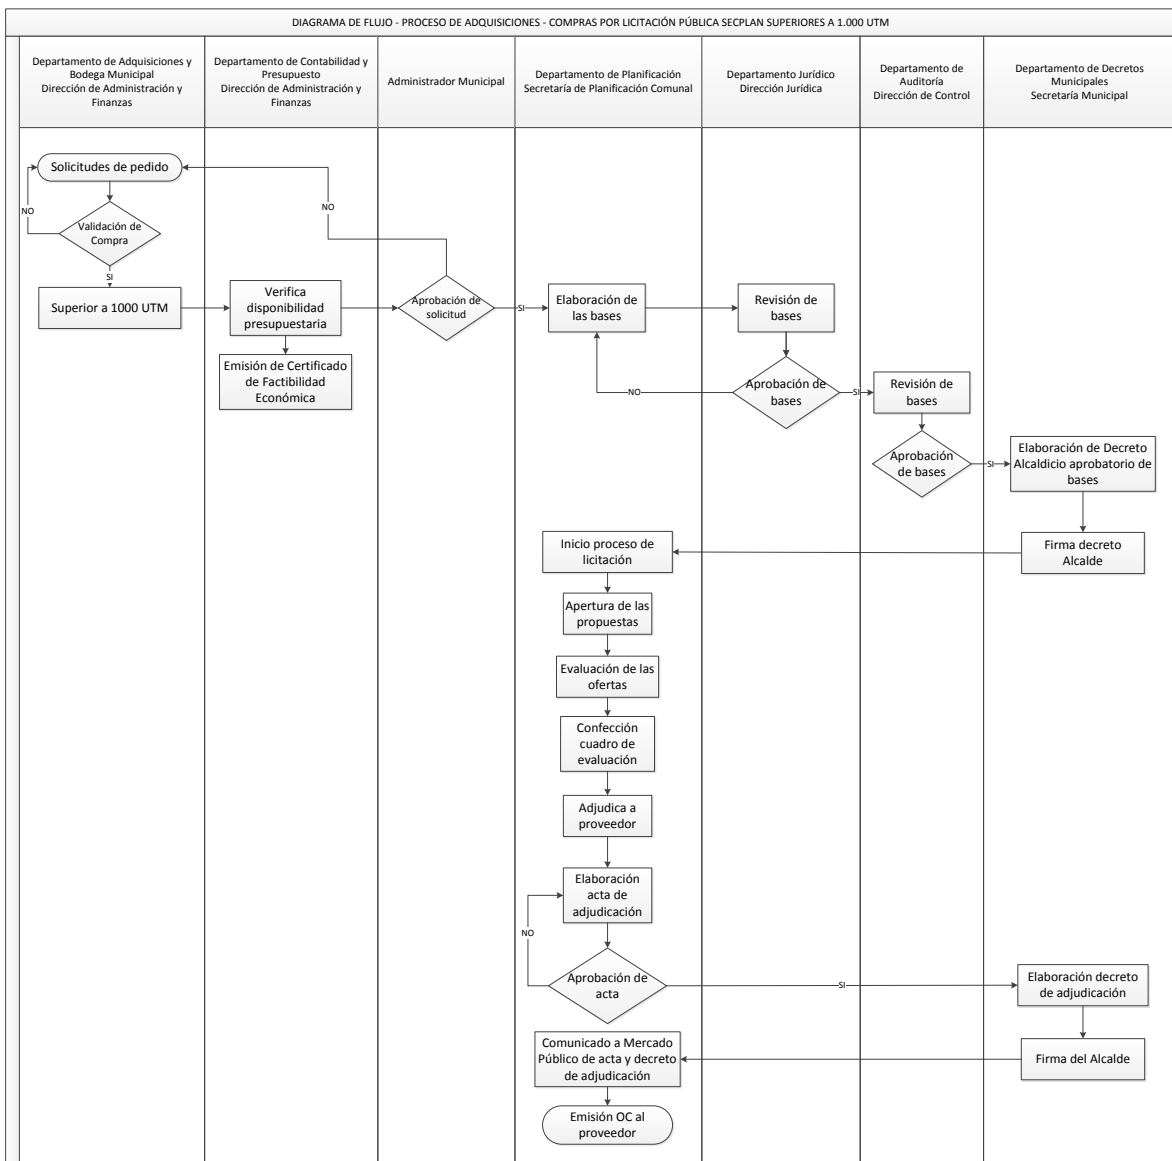 DIAGRAMA DE FLUJO - PROCESO DE ADQUISICIONES - COMPRAS POR LICITACIÓN PÚBLICA SECPLAN SUPERIORES A 1.000 UTM
Departamento de Adquisiciones y
Bodega Municipal
Dirección de Administración y
Finanzas
Departamento de Contabilidad y
Presupuesto
Dirección de Administración y
Finanzas
Administrador Municipal
Departamento de Planificación
Secretaría de Planificación Comunal
Departamento Jurídico
Dirección Jurídica
Departamento de
Auditoría
Dirección de Control
Departamento de Decretos
Municipales
Secretaría Municipal
Solicitudes de pedido
NO
NO
Validación de
Compra
SI
Superior a 1000 UTM
Verifica
disponibilidad
presupuestaria
Aprobación de
solicitud
SI
Elaboración de
las bases
Revisión de
bases
Emisión de Certificado
de Factibilidad
Económica
NO
Aprobación de
bases
SI
Revisión de
bases
Aprobación
de bases
SI
Elaboración de Decreto
Alcaldicio aprobatorio de
bases
Firma decreto
Alcalde
Inicio proceso de
licitación
Apertura de las
propuestas
Evaluación de las
ofertas
Confección
cuadro de
evaluación
Adjudica a
proveedor
Elaboración
acta de
adjudicación
NO
Aprobación de
acta
SI
Elaboración decreto
de adjudicación
Firma del Alcalde
Comunicado a Mercado
Público de acta y decreto
de adjudicación
Emisión OC al
proveedor